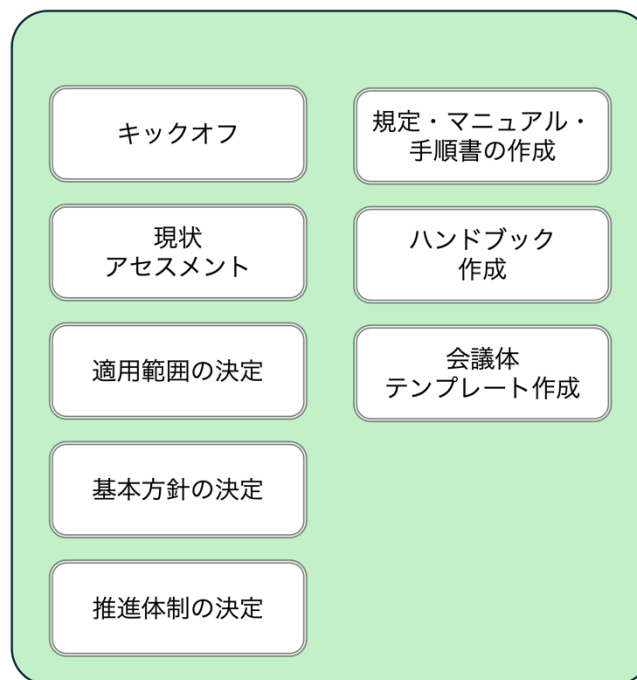 キックオフ
現状
アセスメント
適用範囲の決定
基本方針の決定
推進体制の決定
規定・マニュアル・
手順書の作成
ハンドブック
作成
会議体
テンプレート作成